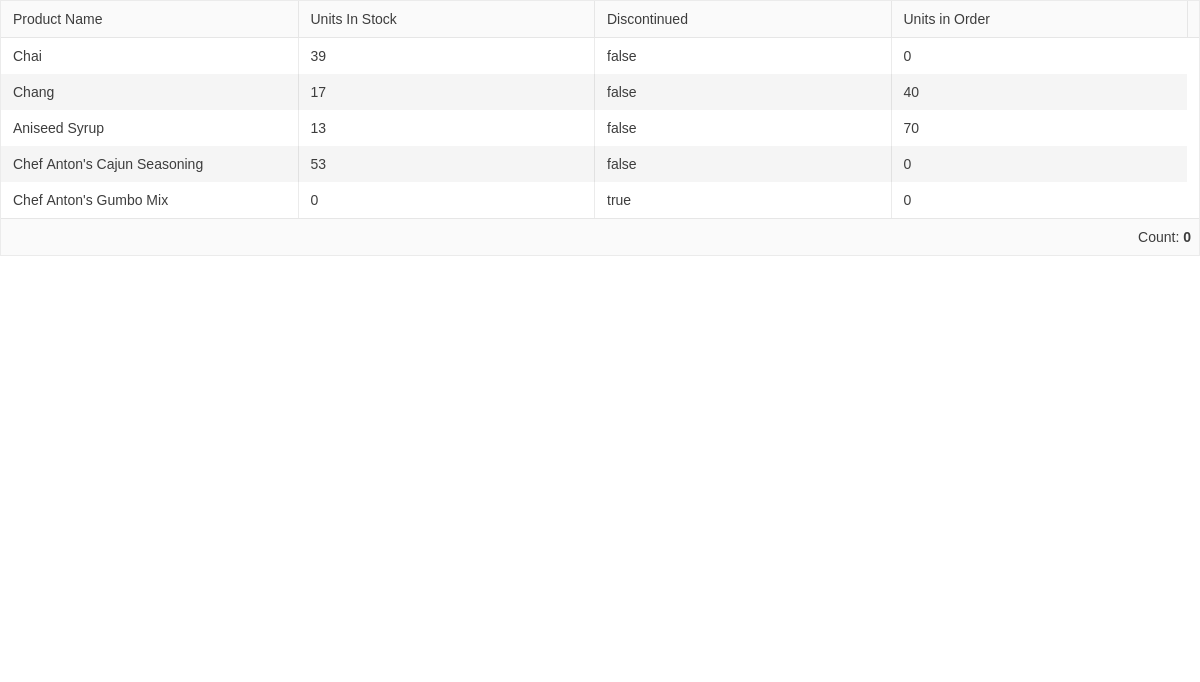 Product Name Units In Stock Discontinued Units in Order
Chai 39 false 0
Chang 17 false 40
Aniseed Syrup 13 false 70
Chef Anton's Cajun Seasoning 53 false 0
Chef Anton's Gumbo Mix 0 true 0
Count: 0